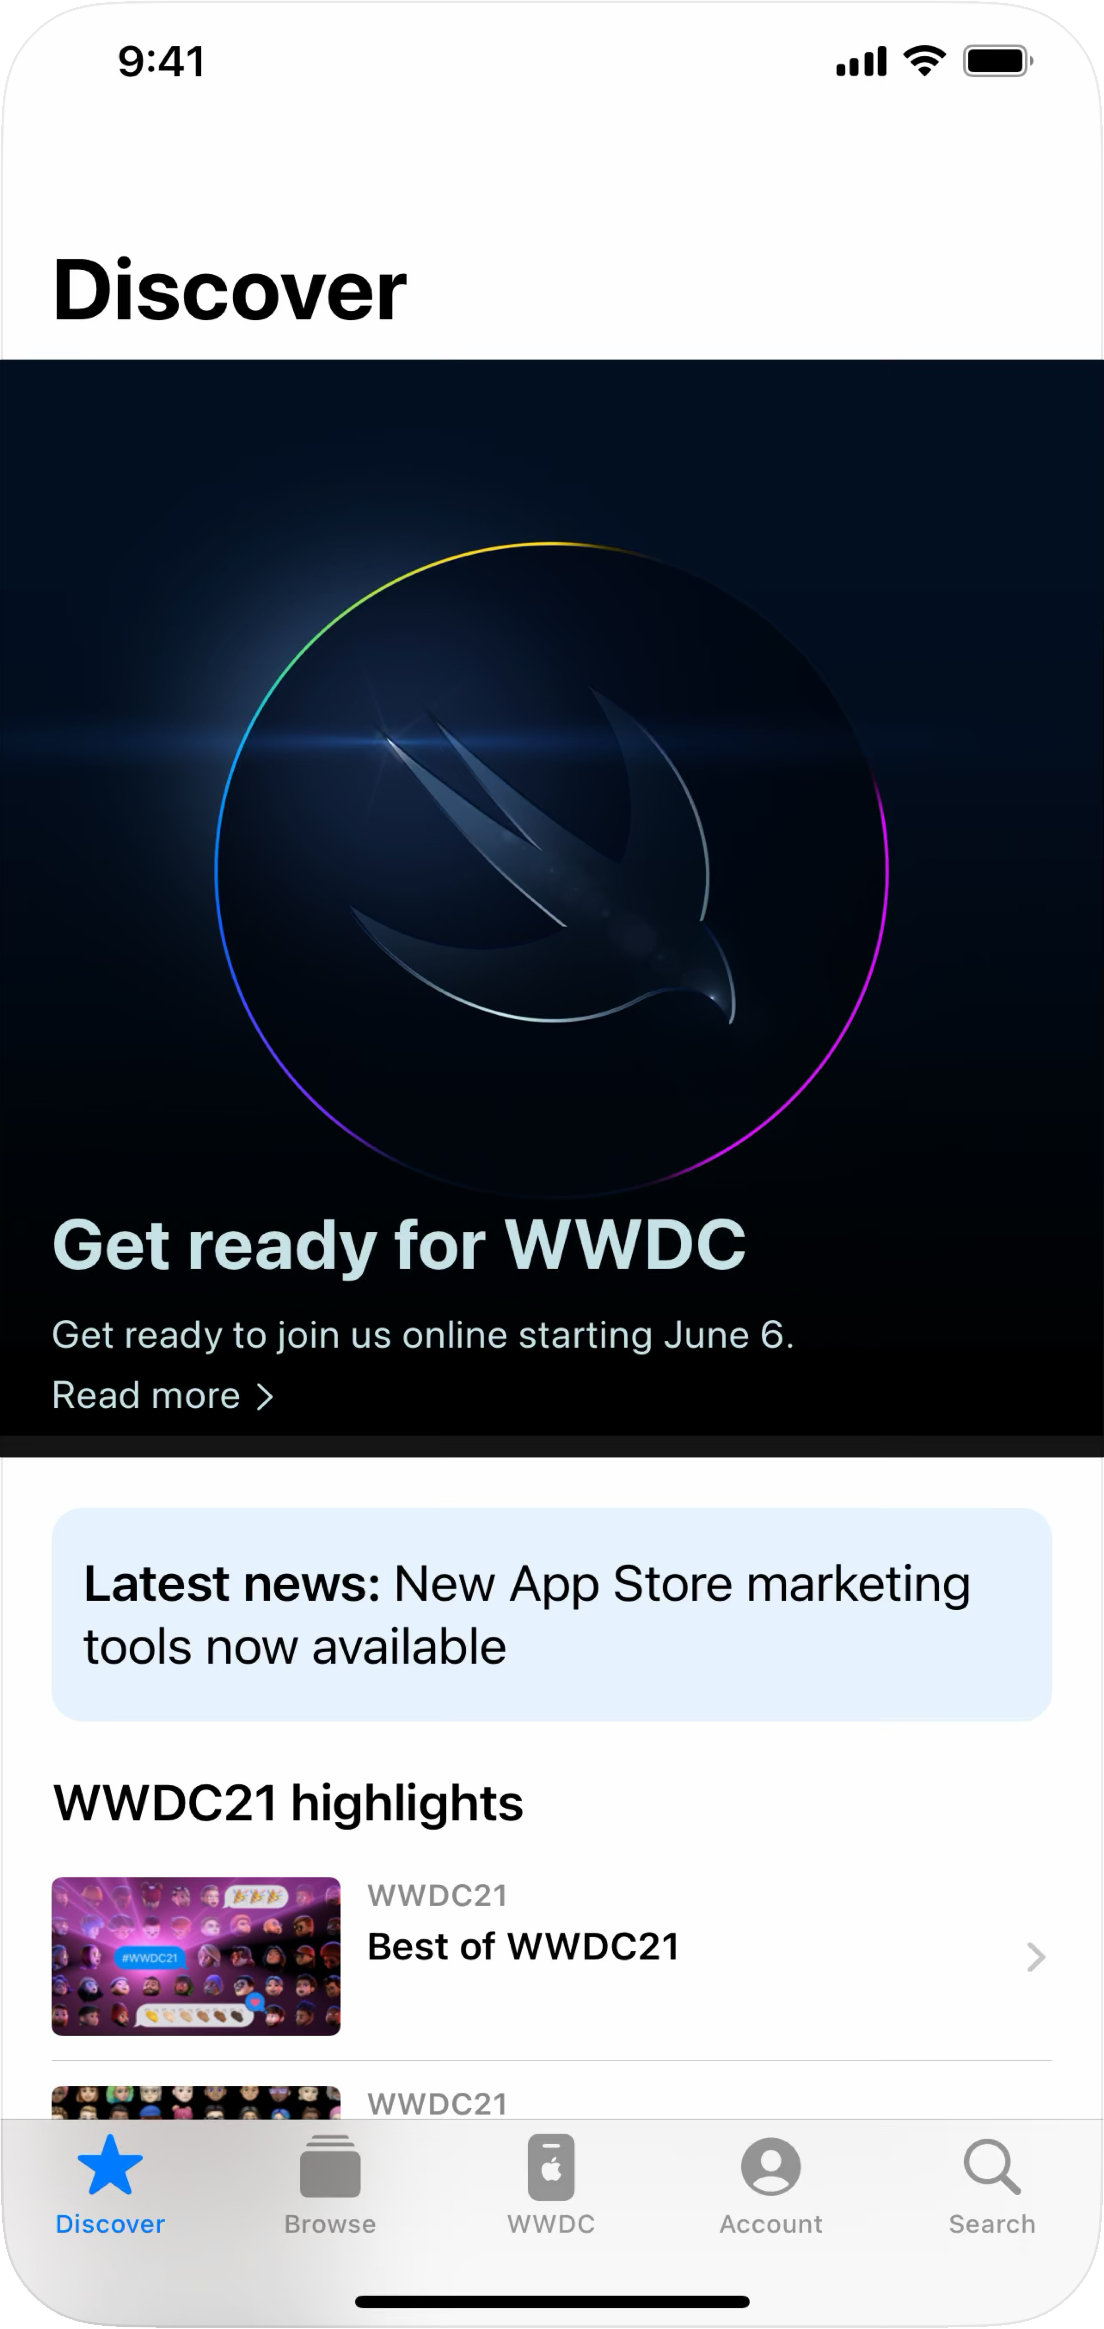 9:41
Discover
Get ready for WWDC
Get ready to join us online starting June 6.
Read more
Latest news: New App Store marketing
tools now available
WWDC21 highlights
#WWDC21
WWDC21
Best of WWDC21
WWDC21
Discover
Browse
WWDC
Account
Search